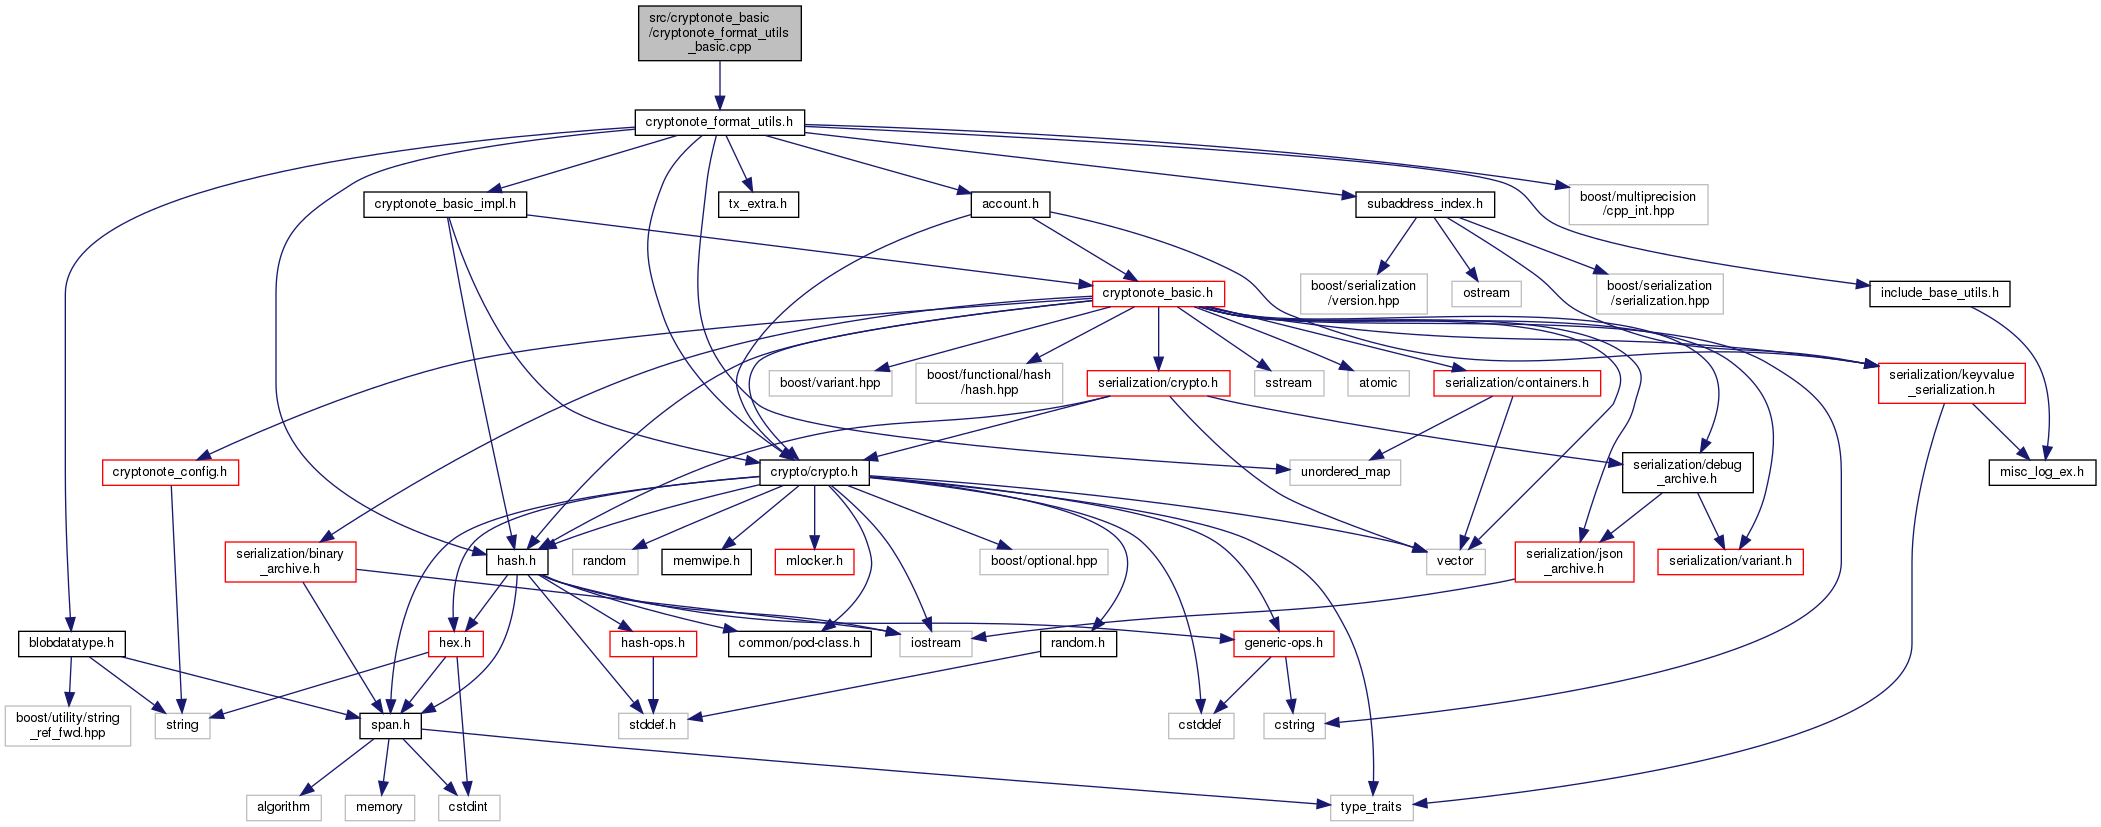 src/cryptonote_basic
/cryptonote_format_utils
_basic.cpp
cryptonote_format_utils.h
cryptonote_basic_impl.h
tx_extra.h
account.h
subaddress_index.h
boost/multiprecision
/cpp_int.hpp
cryptonote_basic.h
boost/serialization
/version.hpp
ostream
boost/serialization
/serialization.hpp
include_base_utils.h
boost/variant.hpp
boost/functional/hash
/hash.hpp
serialization/crypto.h
sstream
atomic
serialization/containers.h
serialization/keyvalue
_serialization.h
cryptonote_config.h
crypto/crypto.h
unordered_map
serialization/debug
_archive.h
misc_log_ex.h
serialization/binary
_archive.h
hash.h
random
memwipe.h
mlocker.h
boost/optional.hpp
vector
serialization/json
_archive.h
serialization/variant.h
blobdatatype.h
hex.h
hash-ops.h
common/pod-class.h
iostream
random.h
generic-ops.h
boost/utility/string
_ref_fwd.hpp
string
span.h
stddef.h
cstddef
cstring
algorithm
memory
cstdint
type_traits